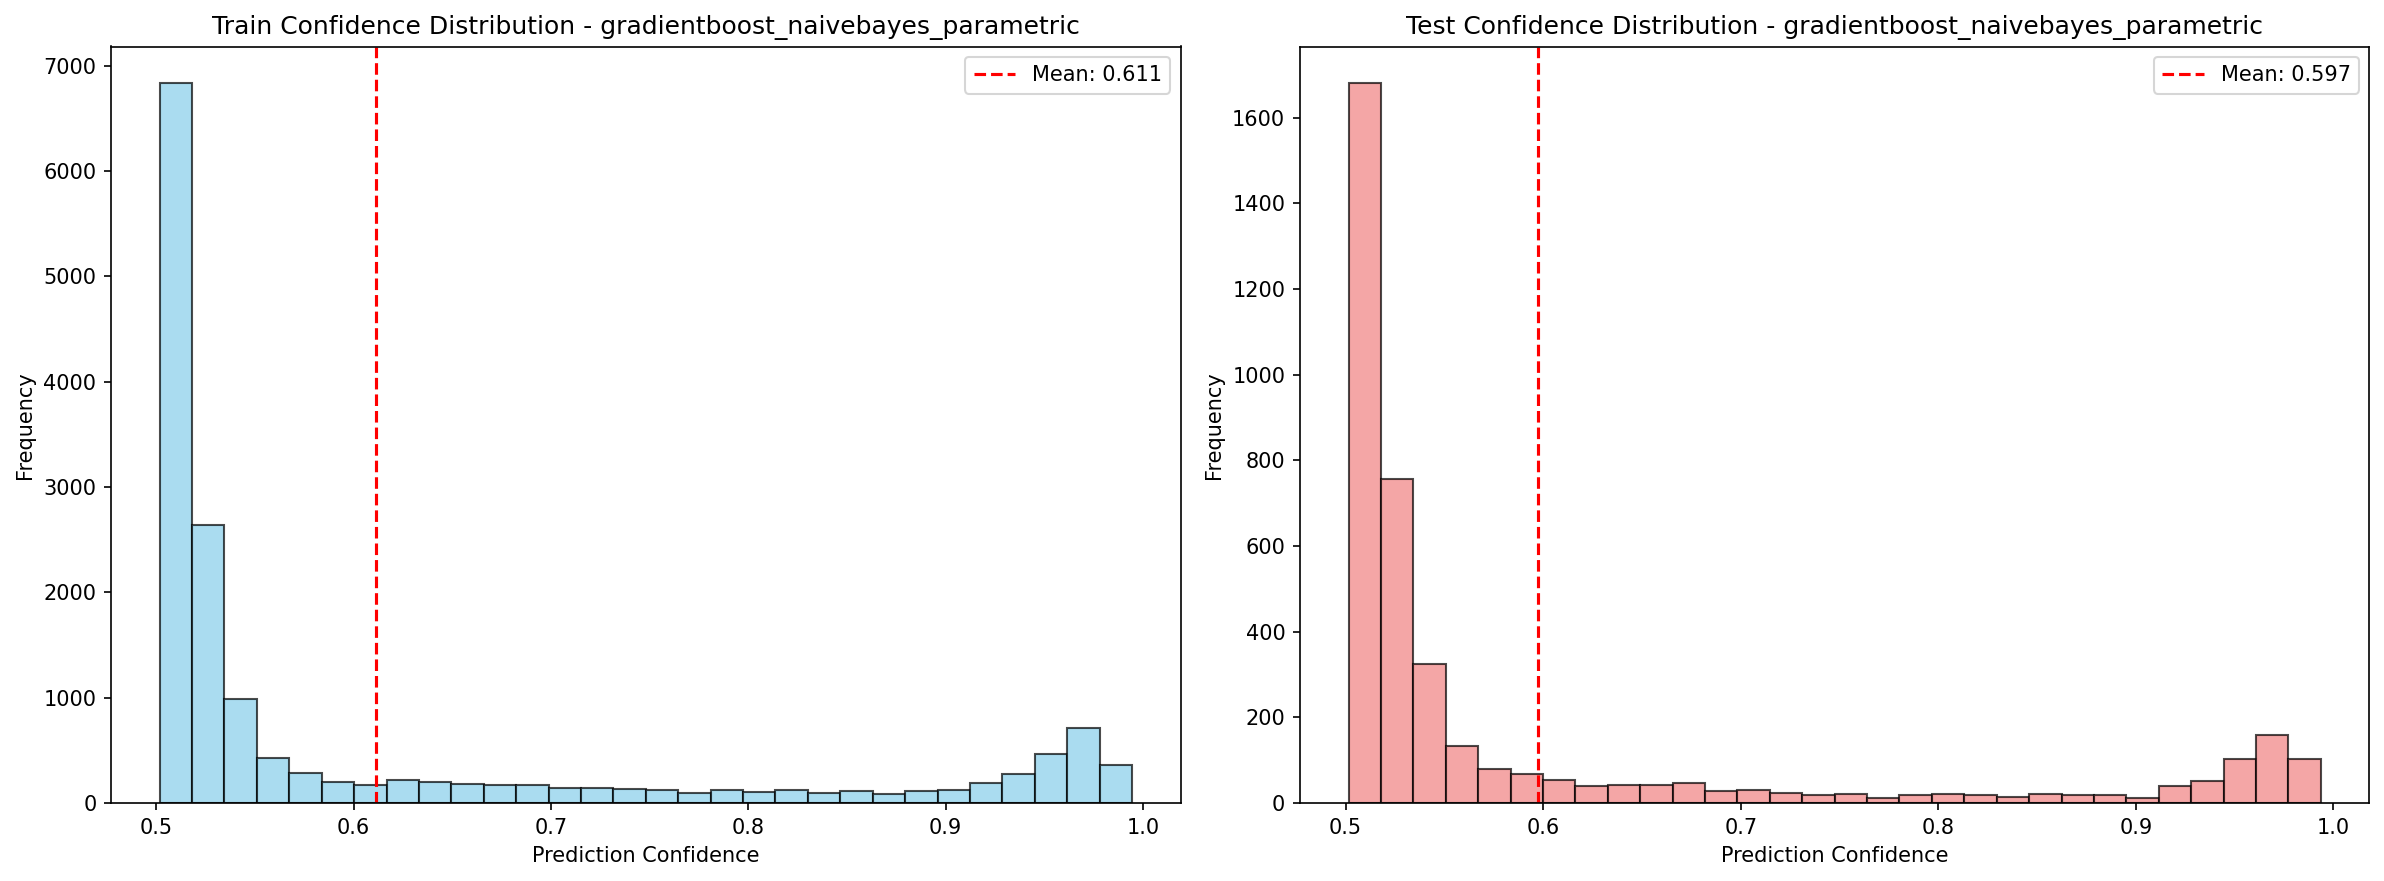 Train Confidence Distribution - gradientboost_naivebayes_parametric
Mean: 0.611
7000
6000
5000
4000
3000
2000
1000
0
Frequency
0.5 0.6 0.7 0.8 0.9 1.0
Prediction Confidence
Test Confidence Distribution - gradientboost_naivebayes_parametric
Mean: 0.597
1600
1400
1200
1000
800
600
400
200
0
Frequency
0.5 0.6 0.7 0.8 0.9 1.0
Prediction Confidence